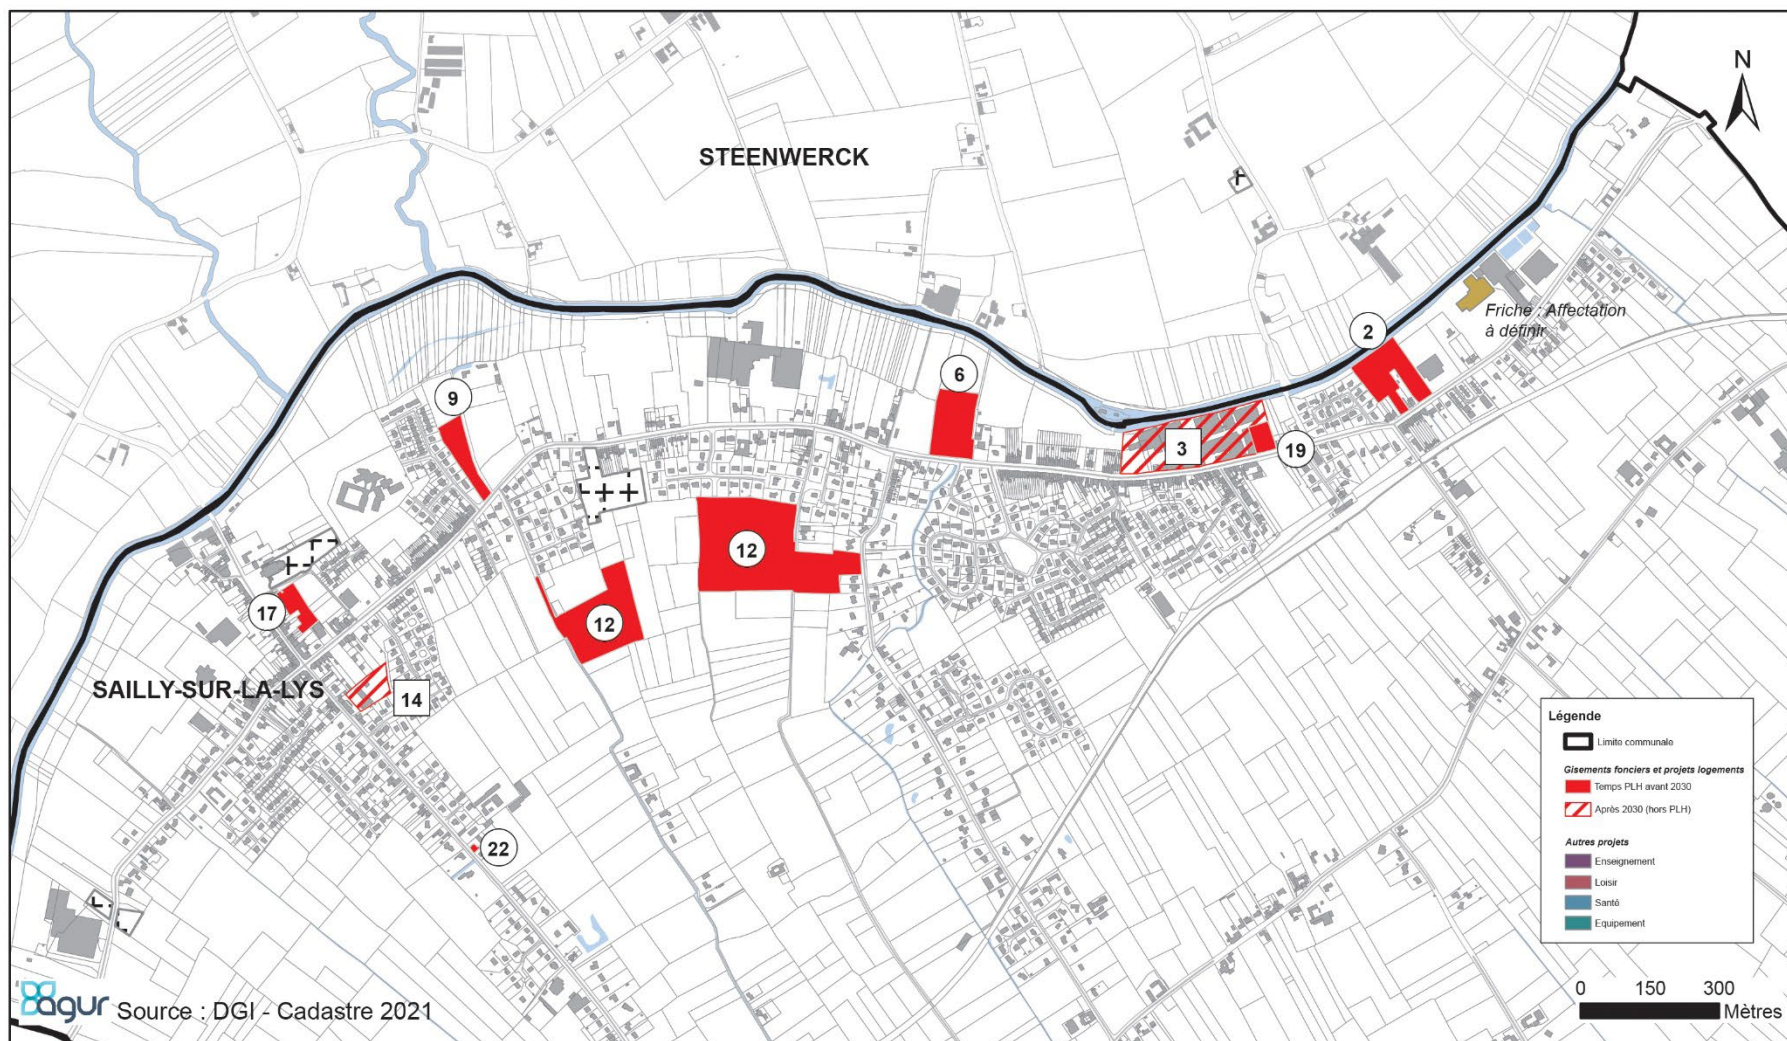 N
STEENWERCK
Friche : Affectation
à définir
2
6
9
3
19
12
12
17
SAILLY-SUR-LA-LYS
14
22
Légende
Limite communale
Gisements fonciers et projets logements
Temps PLH avant 2030
Après 2030 (hors PLH)
Autres projets
Enseignement
Loisir
Santé
Equipement
agur Source : DGI - Cadastre 2021
0 150 300
Mètres